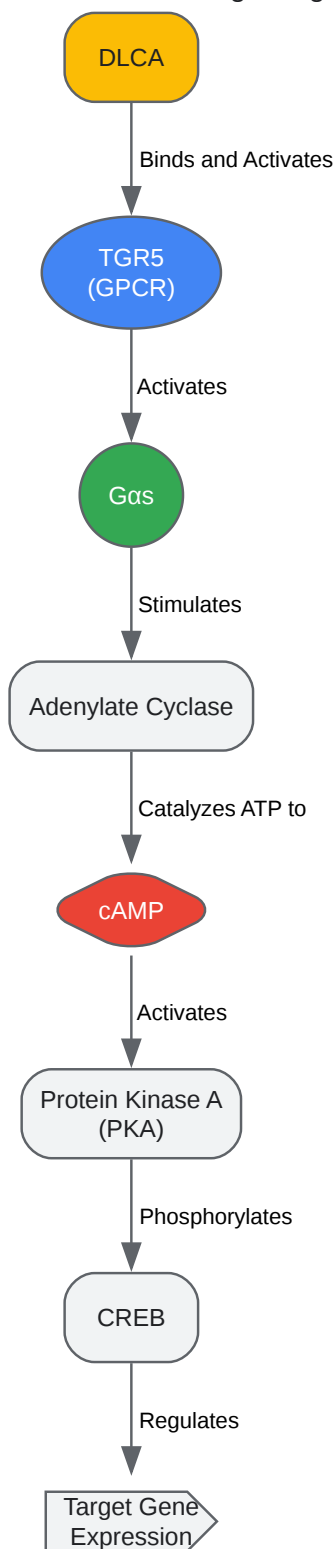 DLCA
Binds and Activates
TGR5
(GPCR)
Activates
Gαs
Stimulates
Adenylate Cyclase
Catalyzes ATP to
cAMP
Activates
Protein Kinase A
(PKA)
Phosphorylates
CREB
Regulates
Target Gene
Expression